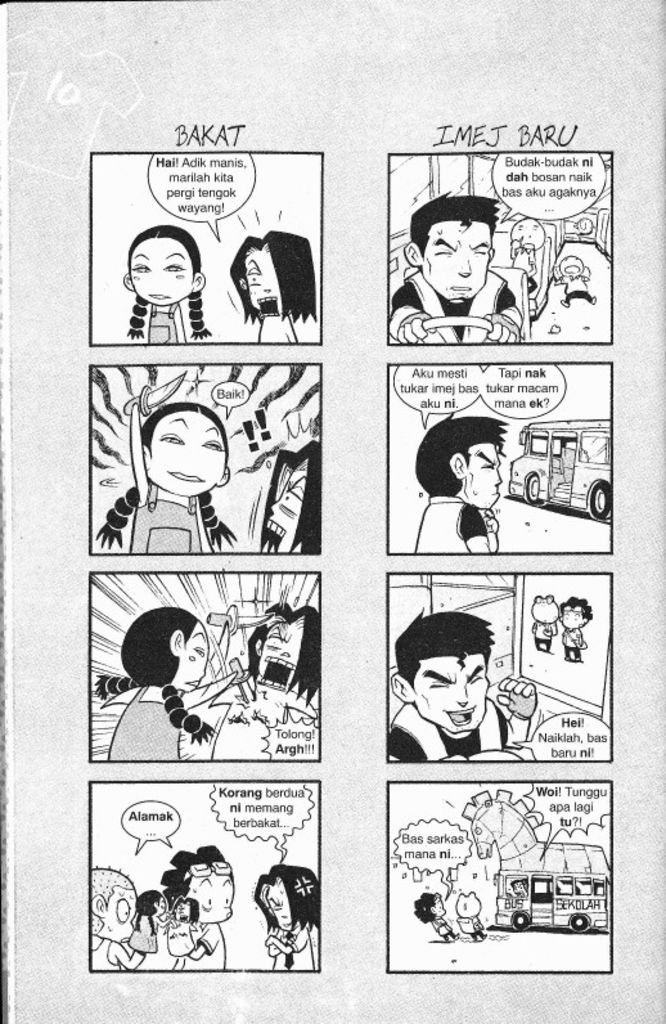 10
BAKAT
Hai! Adik manis,
marilah kita
pergi tengok
wayang!
Baik!
!!
Tolong!
Argh!!!
Alamak
...
Korang berdua
ni memang
berbakat...
IMEJ BARU
Budak-budak ni
dah bosan naik
bas aku agaknya
...
Aku mesti
tukar imej bas
aku ni.
Tapi nak
tukar macam
mana ek?
Hei!
Naiklah, bas
baru ni!
Woi! Tunggu
apa lagi
tu?!
Bas sarkas
mana ni...
BUS SEKOLAH